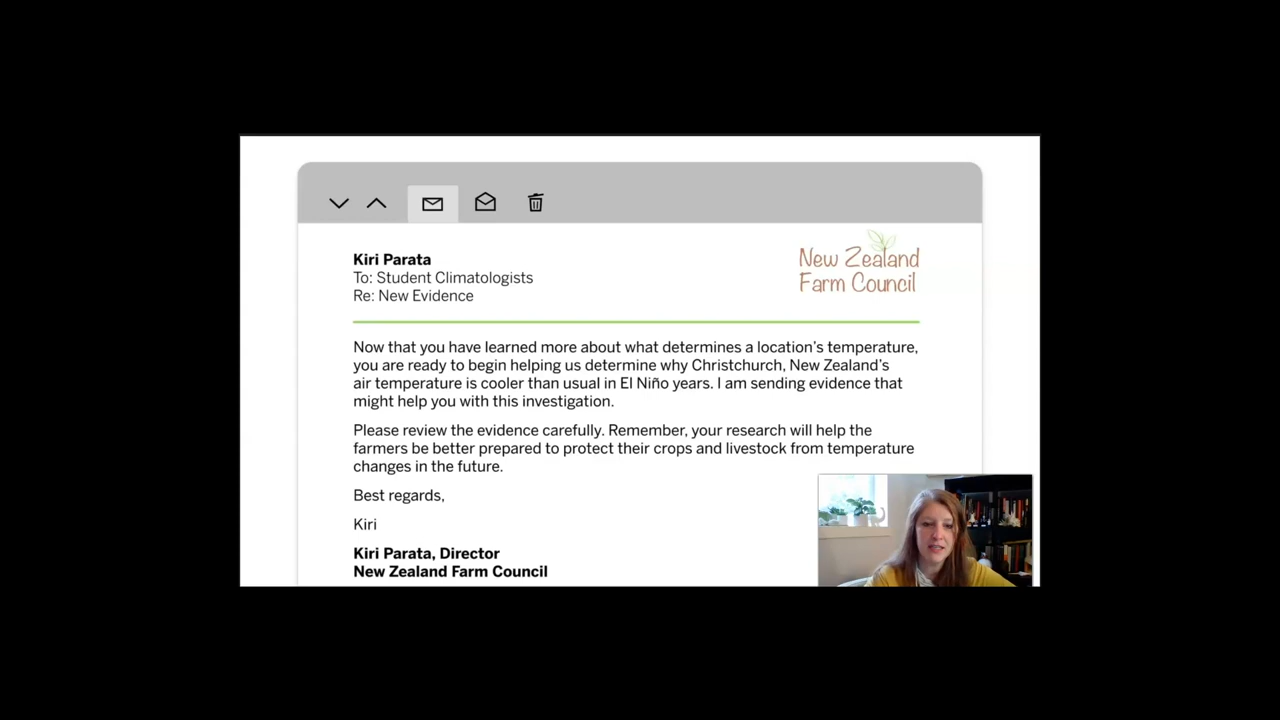 Kiri Parata
To: Student Climatologists
Re: New Evidence
New Zealand
Farm Council
Now that you have learned more about what determines a location's temperature,
you are ready to begin helping us determine why Christchurch, New Zealand's
air temperature is cooler than usual in El Niño years. I am sending evidence that
might help you with this investigation.
Please review the evidence carefully. Remember, your research will help the
farmers be better prepared to protect their crops and livestock from temperature
changes in the future.
Best regards,
Kiri
Kiri Parata, Director
New Zealand Farm Council